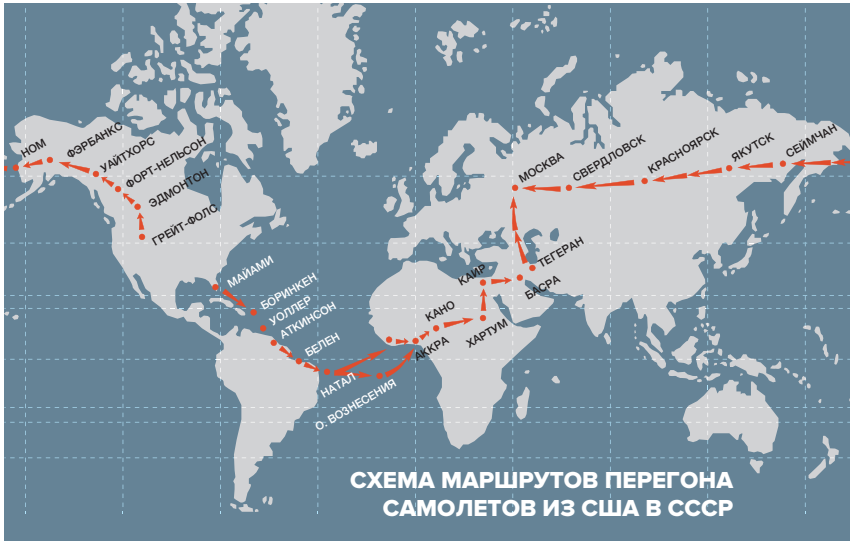 НОМ
ФЭРБАНКС
УАЙТХОРС
ФОРТ-НЕЛЬСОН
ЭДМОНТОН
ГРЕЙТ-ФОЛС
МАЙАМИ
БОРИНКЕН
УОЛЛЕР
АТКИНСОН
БЕЛЕН
НАТАЛ
О. ВОЗНЕСЕНИЯ
АККРА
КАНО
ХАРТУМ
КАИР
БАСРА
ТЕГЕРАН
МОСКВА
СВЕРДЛОВСК
КРАСНОЯРСК
ЯКУТСК
СЕЙМЧАН
СХЕМА МАРШРУТОВ ПЕРЕГОНА
САМОЛЕТОВ ИЗ США В СССР